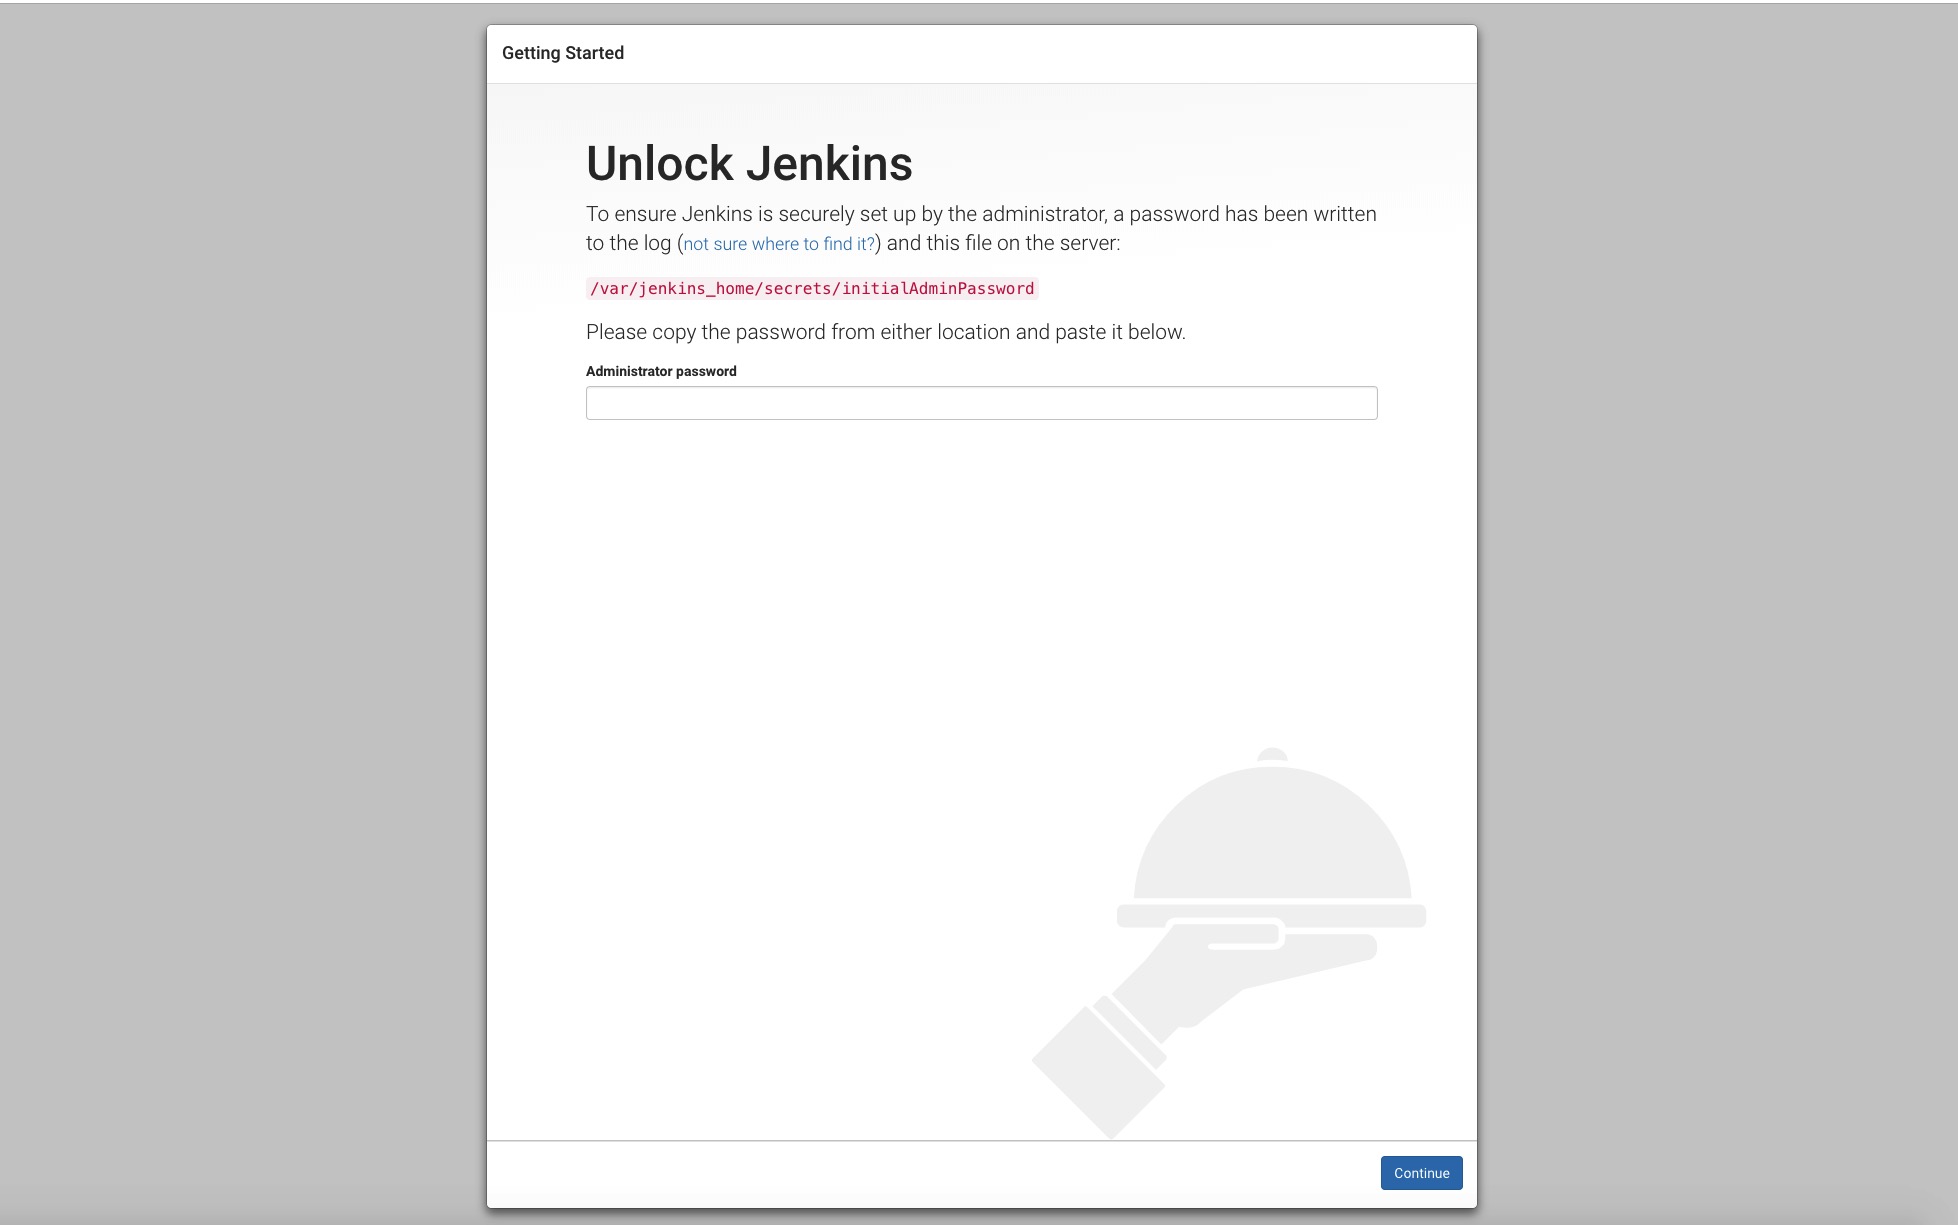 Getting Started
Unlock Jenkins
To ensure Jenkins is securely set up by the administrator, a password has been written
to the log (not sure where to find it?) and this file on the server:
/var/jenkins_home/secrets/initialAdminPassword
Please copy the password from either location and paste it below.
Administrator password
Continue